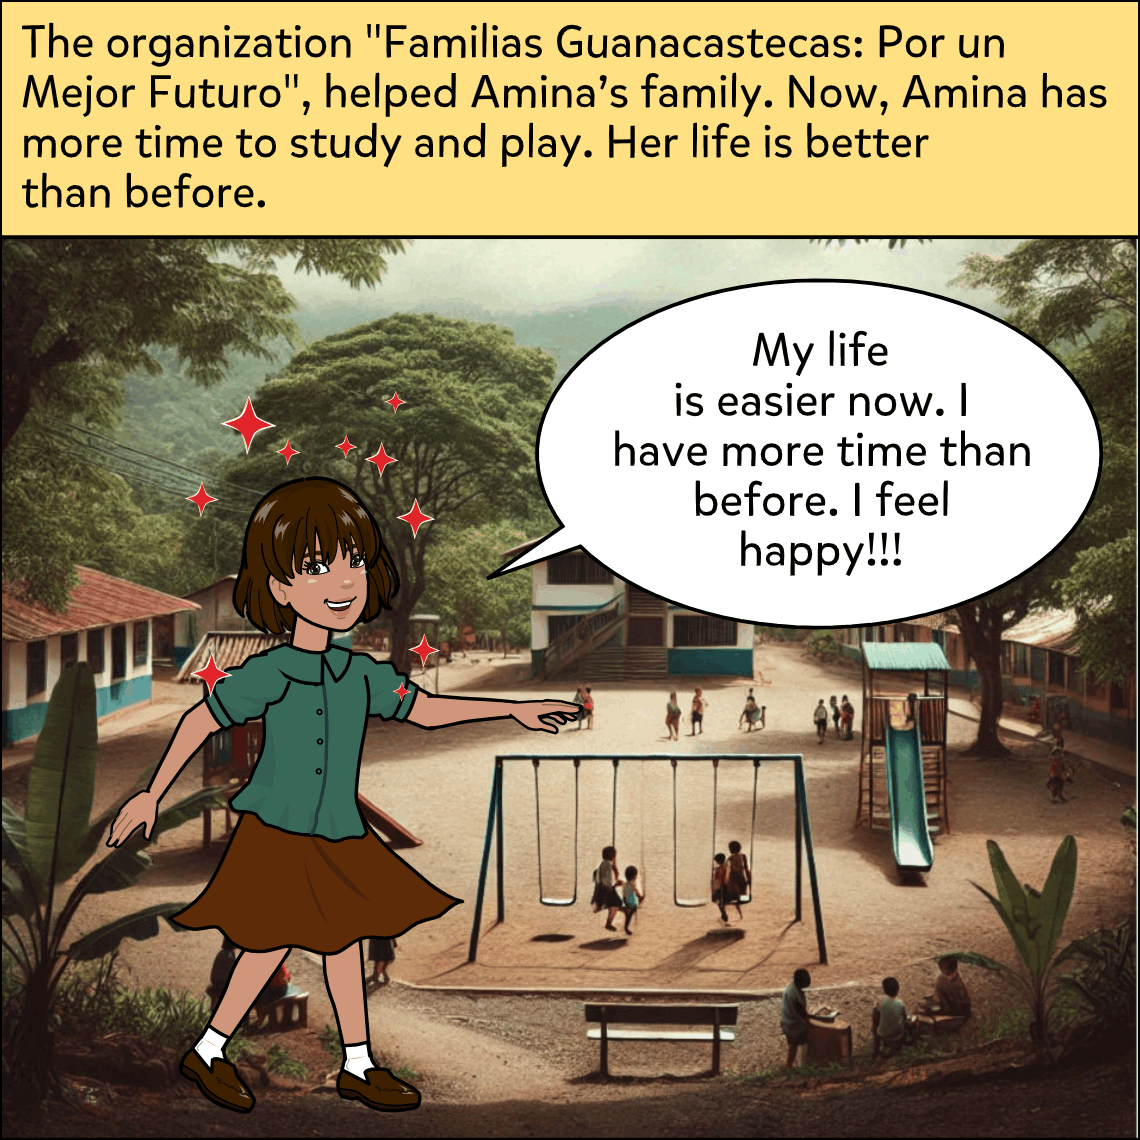 The organization "Familias Guanacastecas: Por un
Mejor Futuro", helped Amina’s family. Now, Amina has
more time to study and play. Her life is better
than before.
My life
is easier now. I
have more time than
before. I feel
happy!!!